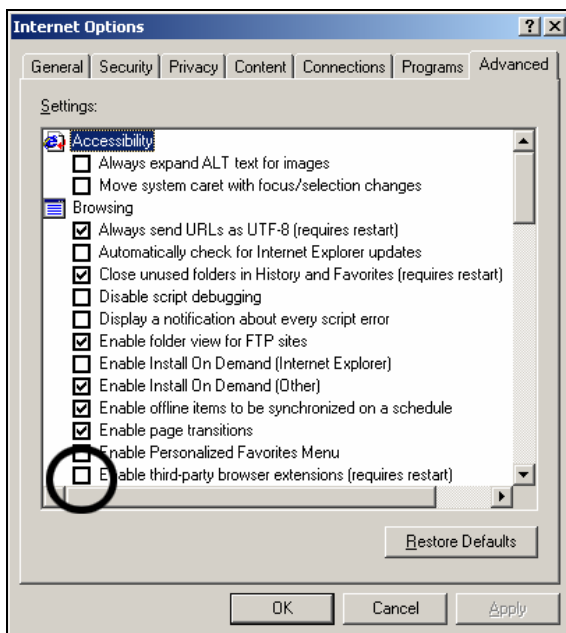 Internet Options
General Security Privacy Content Connections Programs Advanced
Settings:
Accessibility
Always expand ALT text for images
Move system caret with focus/selection changes
Browsing
Always send URLs as UTF-8 (requires restart)
Automatically check for Internet Explorer updates
Close unused folders in History and Favorites (requires restart)
Disable script debugging
Display a notification about every script error
Enable folder view for FTP sites
Enable Install On Demand (Internet Explorer)
Enable Install On Demand (Other)
Enable offline items to be synchronized on a schedule
Enable page transitions
Enable Personalized Favorites Menu
Enable third-party browser extensions (requires restart)
Restore Defaults
OK Cancel Apply